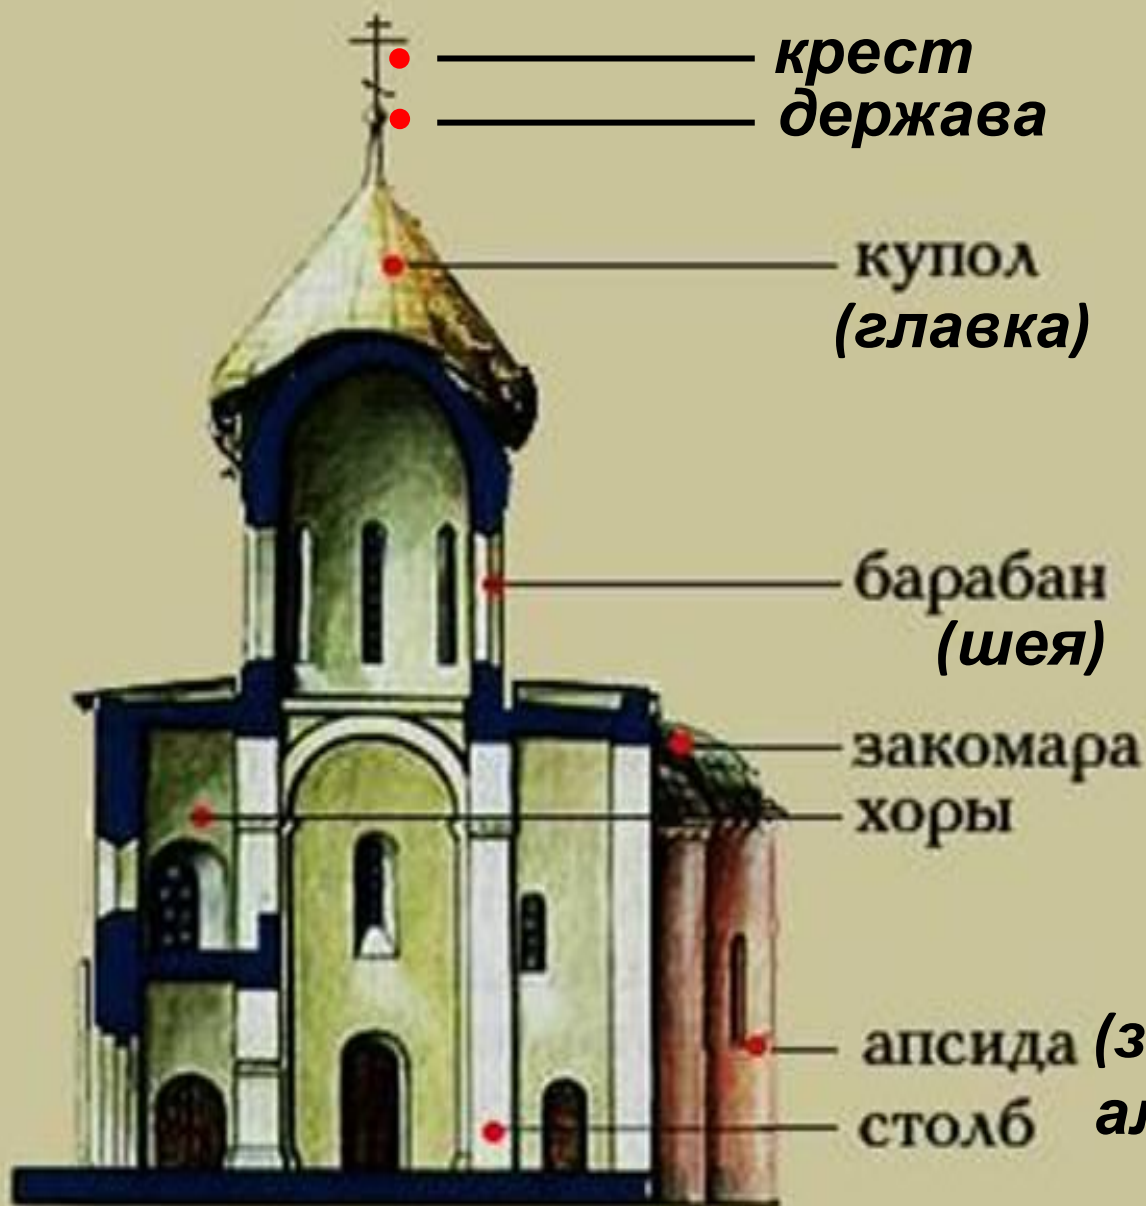 крест
держава
купол
(главка)
барабан
(шея)
закомара
хоры
апсида
столб